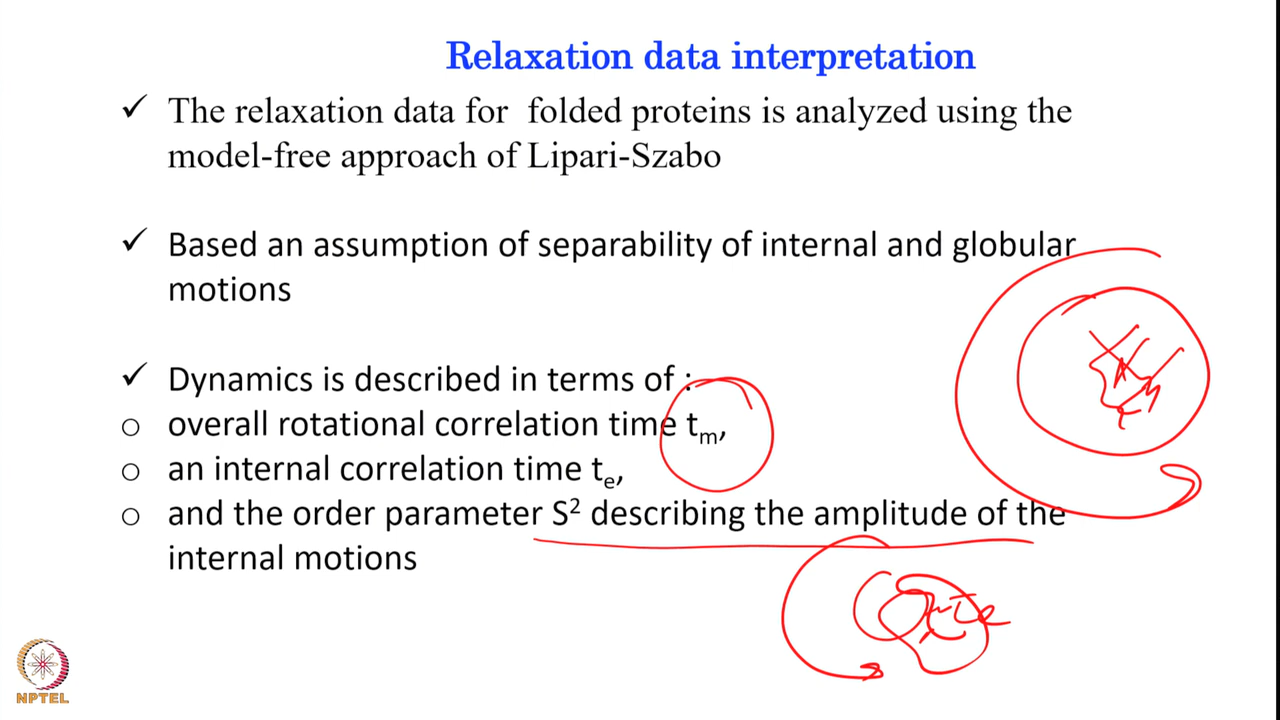 Relaxation data interpretation
✓ The relaxation data for folded proteins is analyzed using the
model-free approach of Lipari-Szabo
✓ Based an assumption of separability of internal and globular
motions
✓ Dynamics is described in terms of :
o overall rotational correlation time tₘ,
o an internal correlation time tₑ,
o and the order parameter S² describing the amplitude of the
internal motions
NPTEL